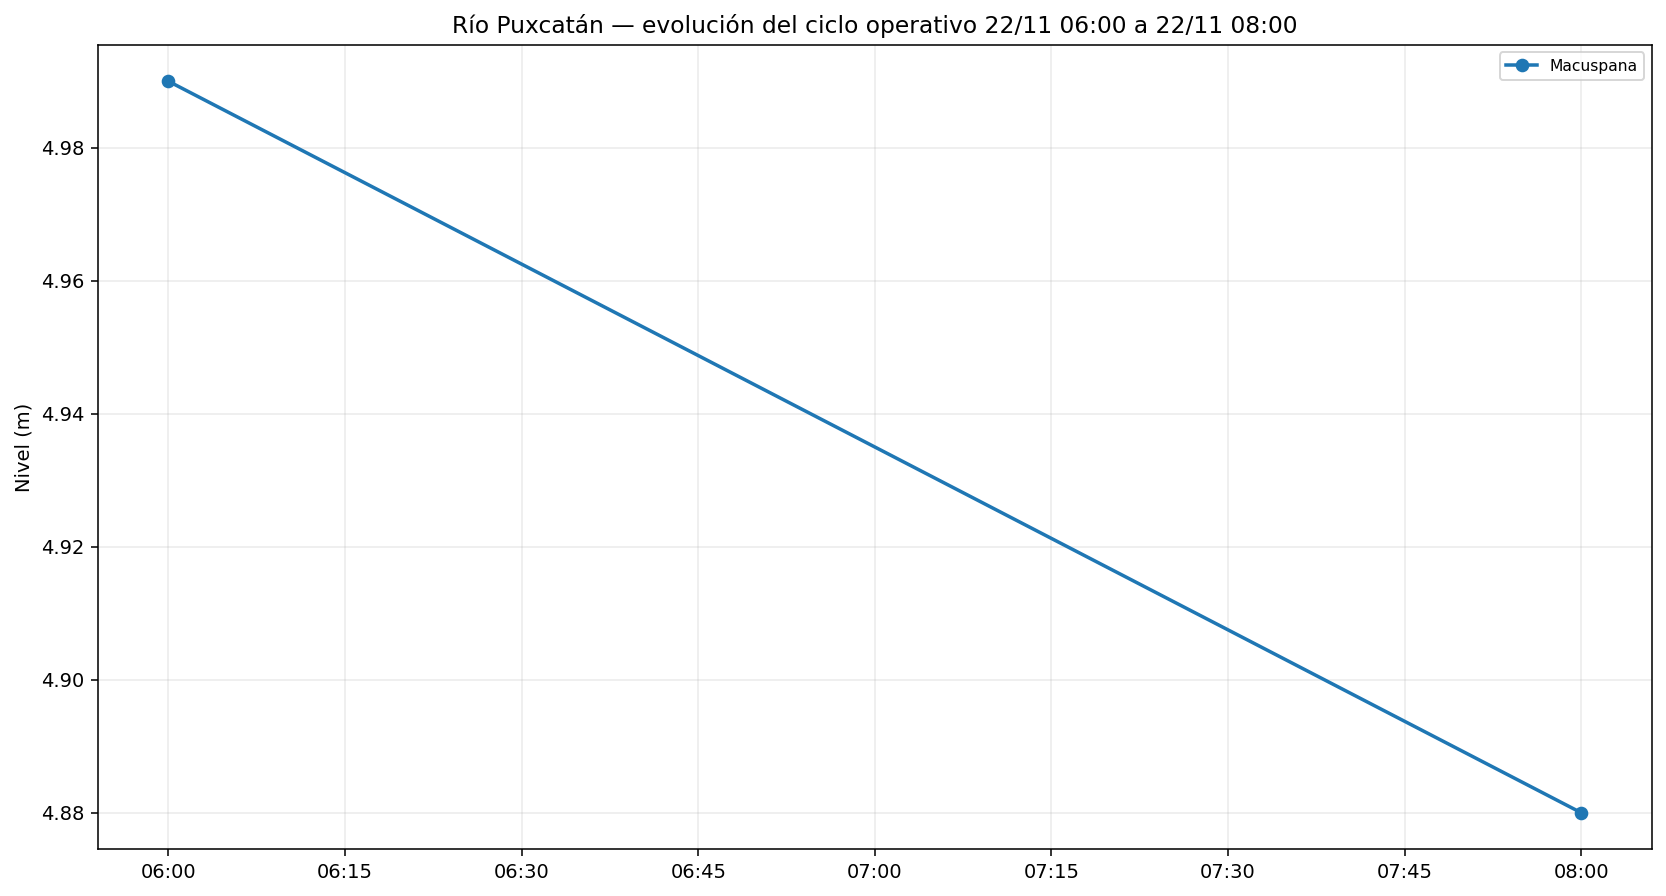 Río Puxcatán — evolución del ciclo operativo 22/11 06:00 a 22/11 08:00
Macuspana
Nivel (m)
4.98
4.96
4.94
4.92
4.90
4.88
06:00 06:15 06:30 06:45 07:00 07:15 07:30 07:45 08:00